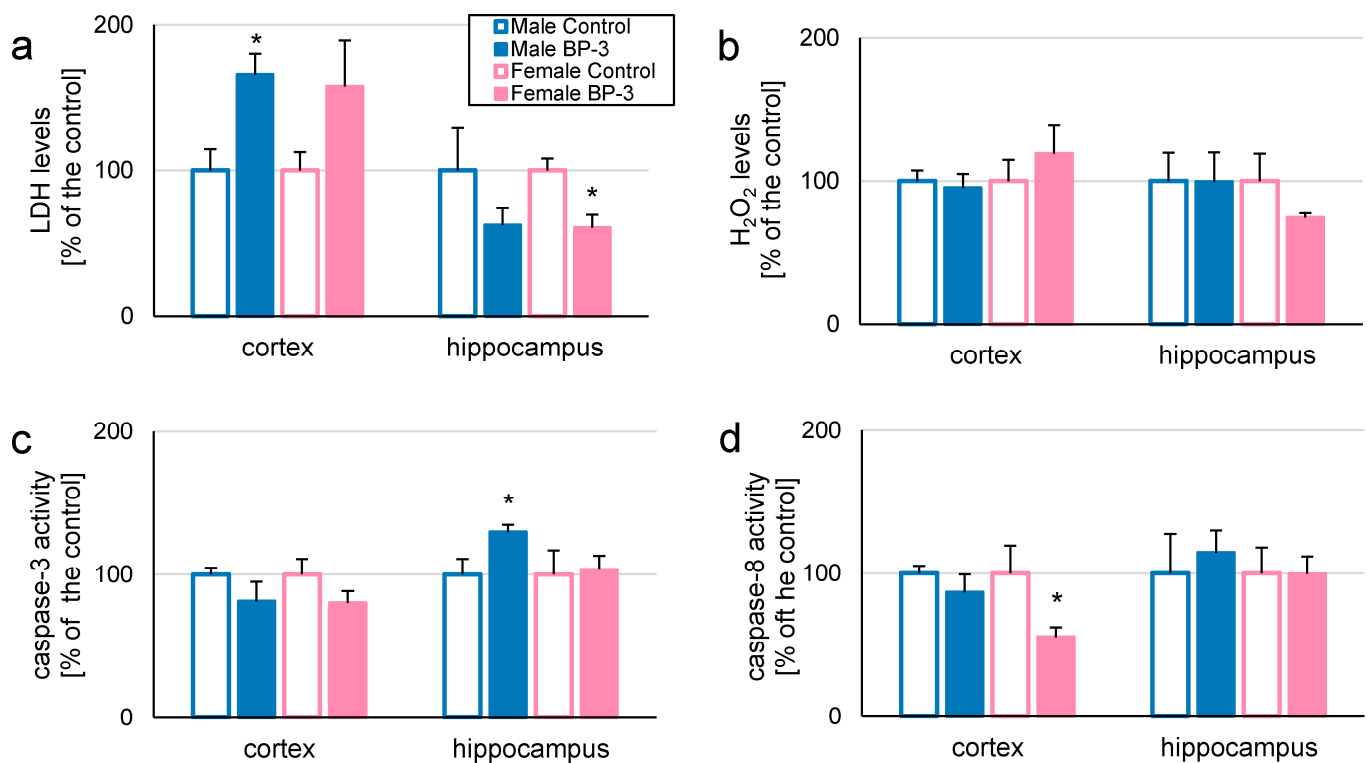 a
LDH levels
[% of the control]
200
100
0
*
*
Male Control
Male BP-3
Female Control
Female BP-3
cortex
hippocampus
b
H₂O₂ levels
[% of the control]
200
100
0
cortex
hippocampus
c
caspase-3 activity
[% of the control]
200
100
0
*
cortex
hippocampus
d
caspase-8 activity
[% oft he control]
200
100
0
*
cortex
hippocampus